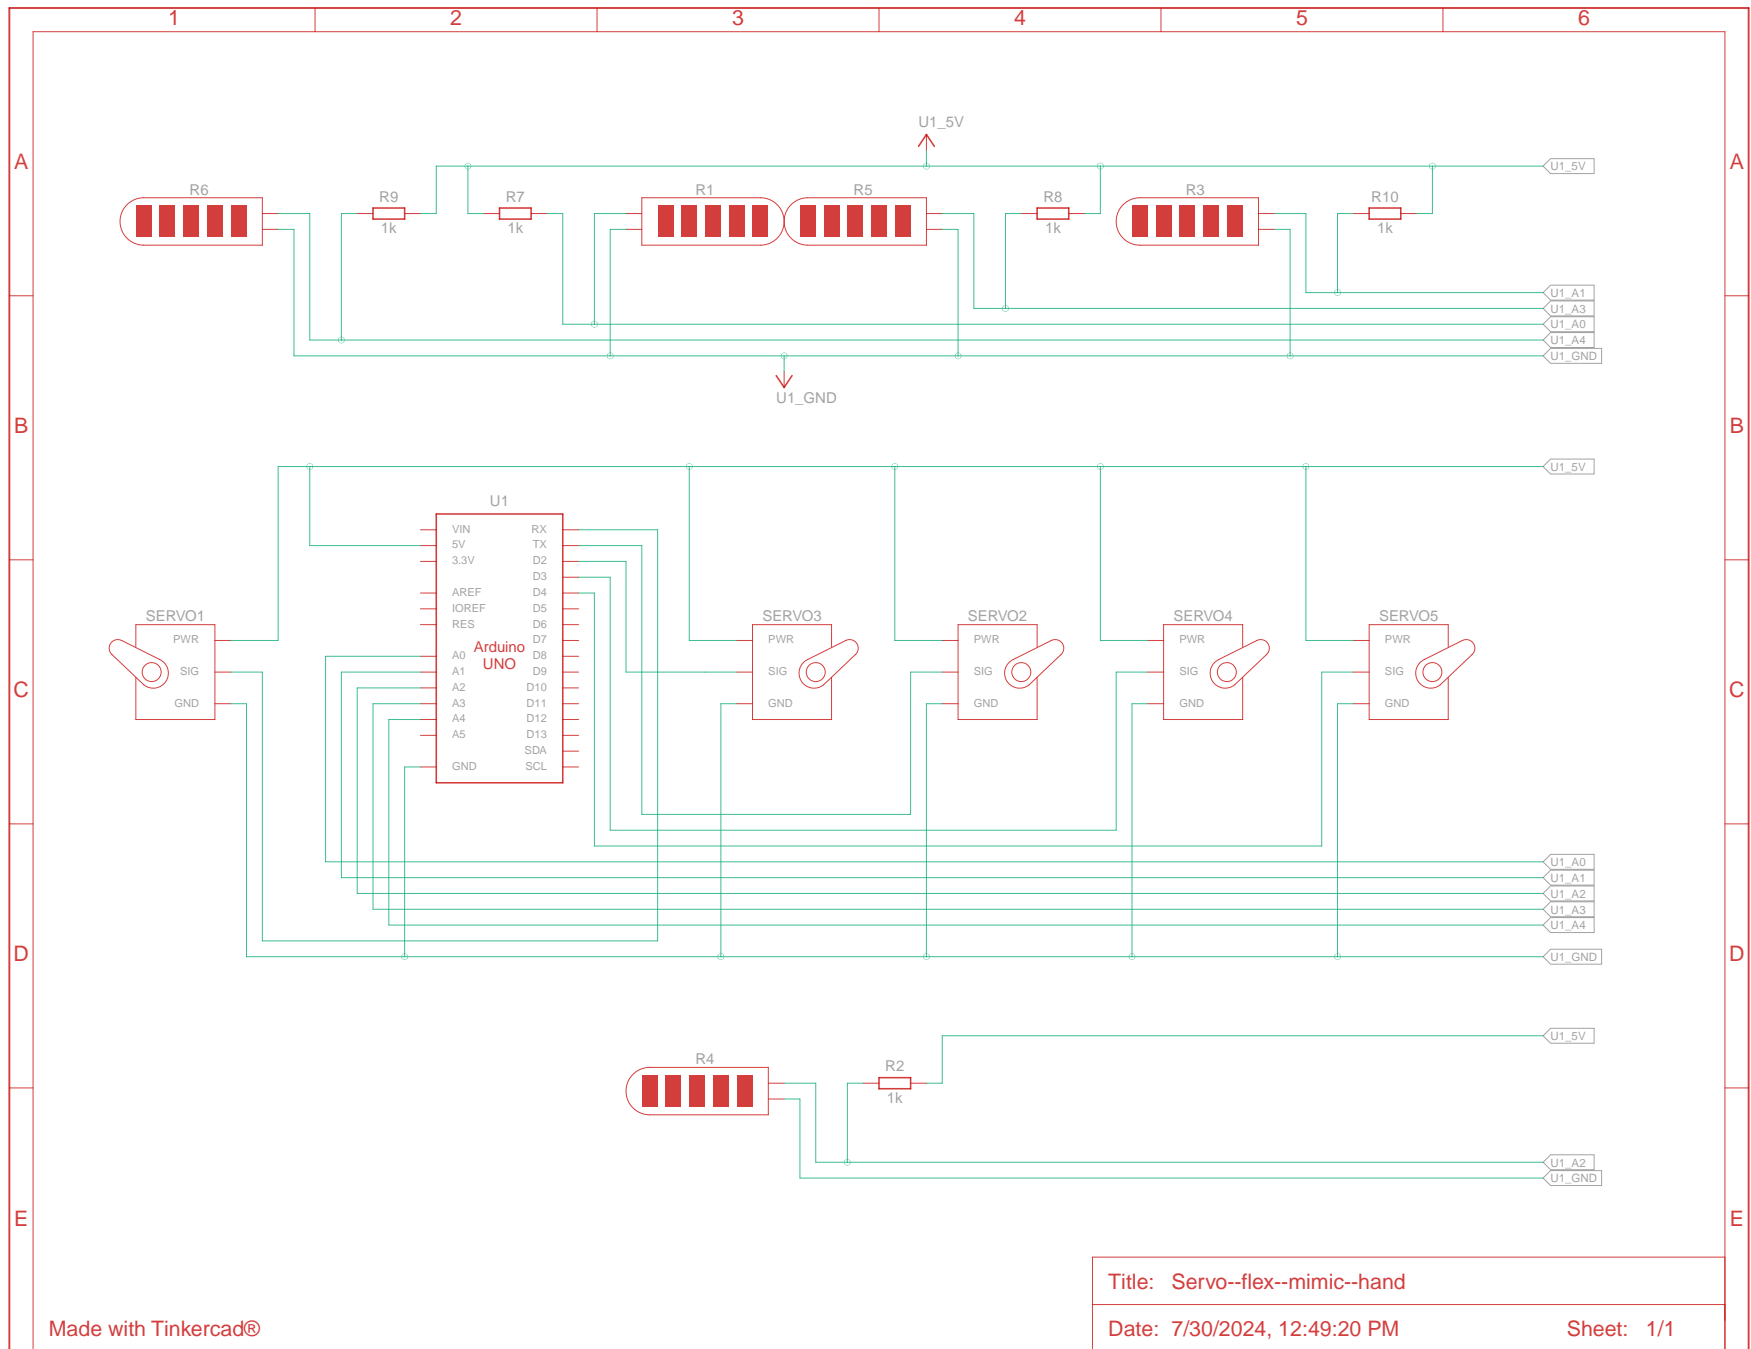 1 2 3 4 5 6
U1_5V
A A
U1_5V
R6 R9 R7 R1 R5 R8 R3 R10
1k 1k 1k 1k
U1_A1
U1_A3
U1_A0
U1_A4
U1_GND
U1_GND
B B
U1_5V
U1
VIN RX
5V TX
3.3V D2
D3
AREF D4
IOREF D5
RES D6
D7
Arduino
UNO
A0 D8
A1 D9
A2 D10
A3 D11
A4 D12
A5 D13
SDA
GND SCL
SERVO1 SERVO3 SERVO2 SERVO4 SERVO5
PWR PWR PWR PWR PWR
SIG SIG SIG SIG SIG
GND GND GND GND GND
C C
U1_A0
U1_A1
U1_A2
U1_A3
U1_A4
D D
U1_GND
U1_5V
R4 R2
1k
U1_A2
U1_GND
E E
Title: Servo--flex--mimic--hand
Made with Tinkercad®
Date: 7/30/2024, 12:49:20 PM Sheet: 1/1